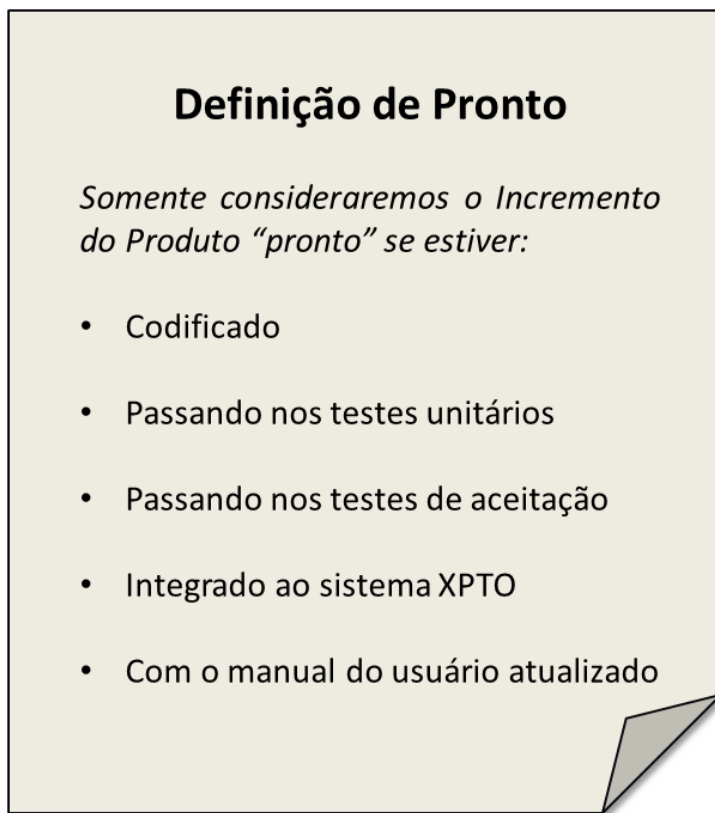 Definição de Pronto
Somente consideraremos o Incremento
do Produto “pronto” se estiver:
• Codificado
• Passando nos testes unitários
• Passando nos testes de aceitação
• Integrado ao sistema XPTO
• Com o manual do usuário atualizado